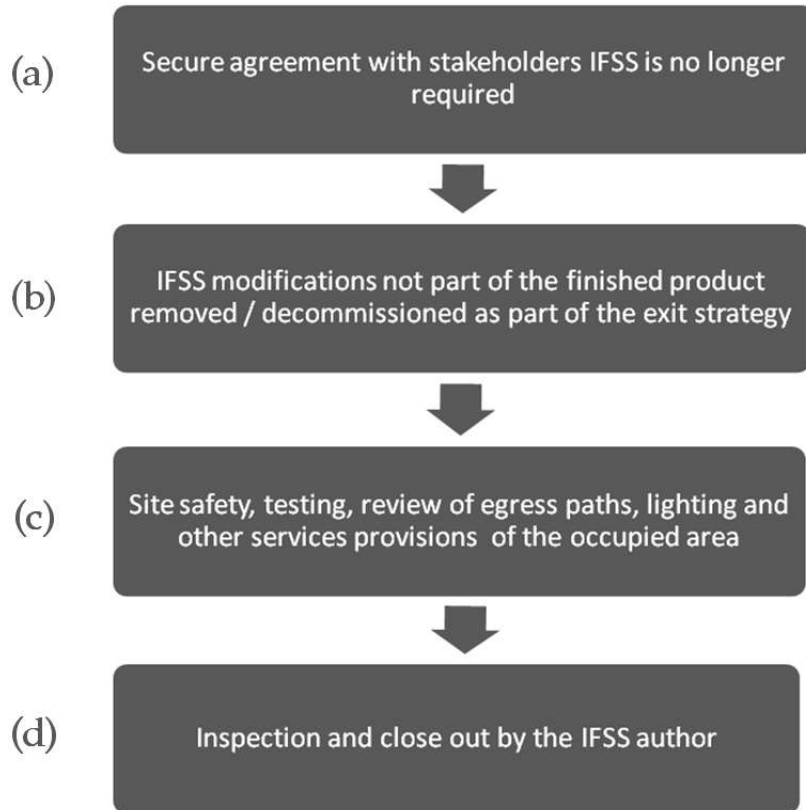 (a)
Secure agreement with stakeholders IFSS is no longer
required
(b)
IFSS modifications not part of the finished product
removed / decommissioned as part of the exit strategy
(c)
Site safety, testing, review of egress paths, lighting and
other services provisions of the occupied area
(d)
Inspection and close out by the IFSS author